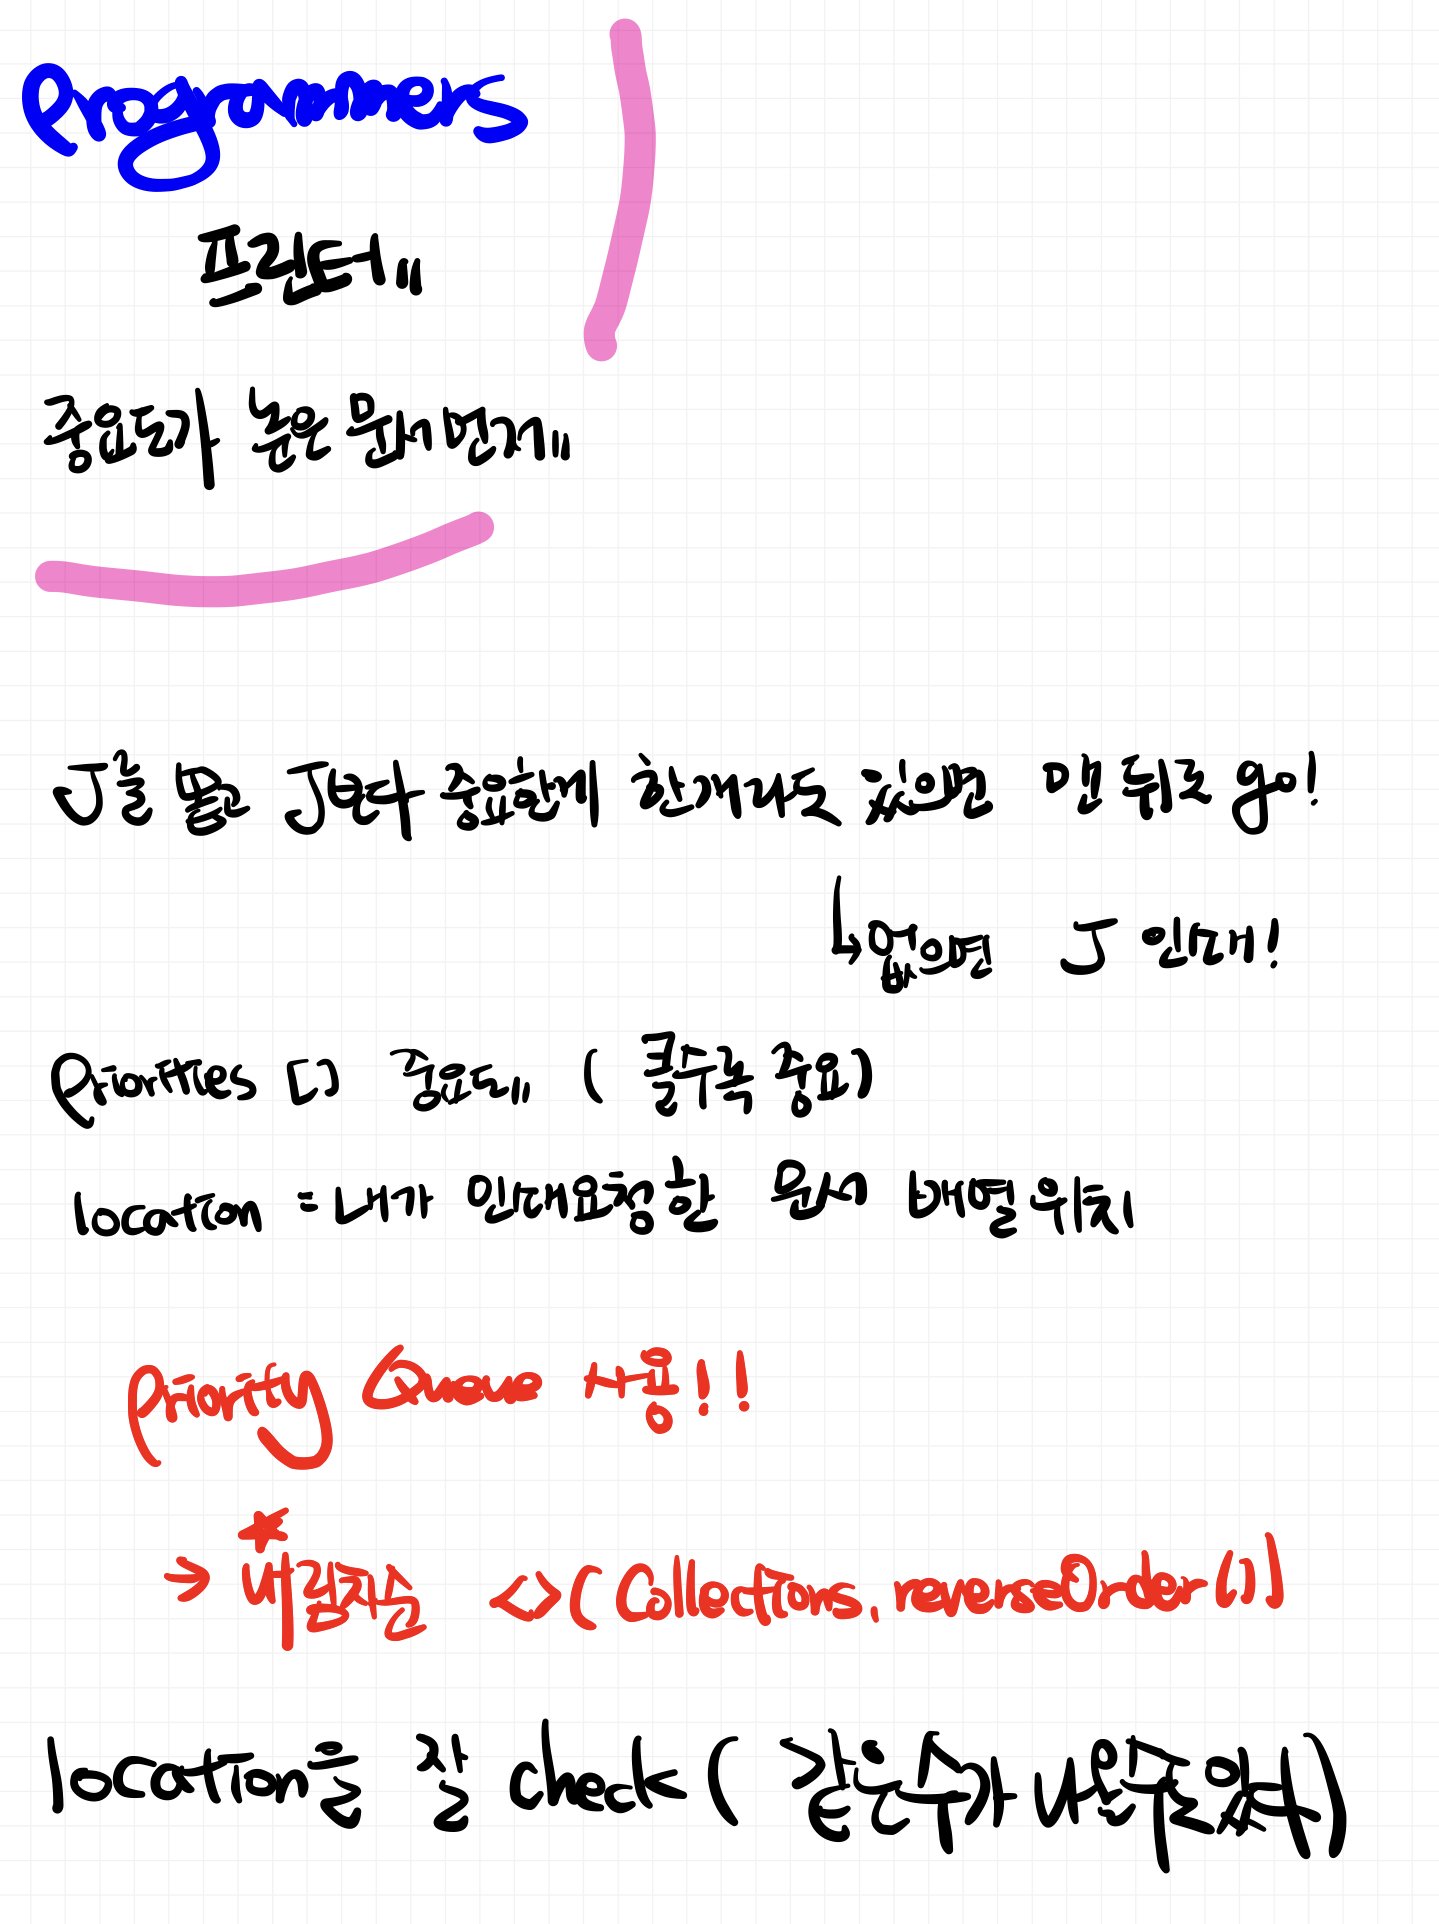 Programmers
프린터"
중요도가 높은 문서 먼저"
J를 뽑고 J보다 중요한게 한개라도 있으면 맨 뒤로 go!
↳ 없으면 J 인쇄!
Priorities [] 중요도" ( 클수록 중요)
location = 내가 인쇄요청한 문서 배열 위치
Priority Queue 사용!!
→ ★내림차순 <>( Collections.reverseOrder())
location을 잘 check ( 같은수가 나올수도있다)